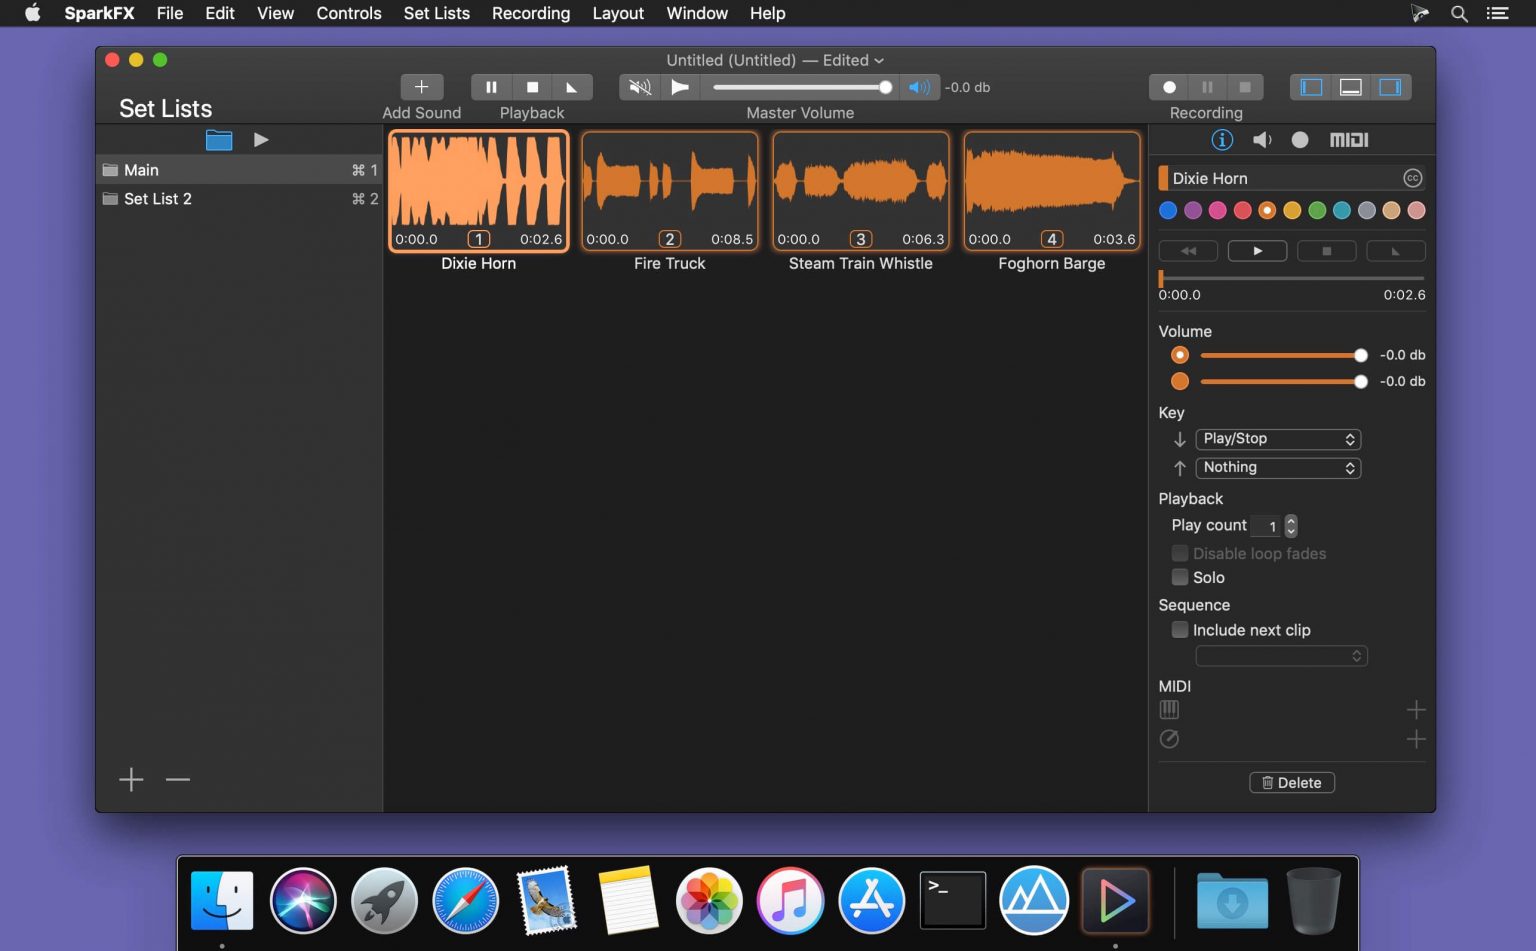 SparkFX File Edit View Controls Set Lists Recording Layout Window Help
Untitled (Untitled) — Edited
-0.0 db
Set Lists
Add Sound Playback Master Volume Recording
MIDI
Main ⌘ 1
Set List 2 ⌘ 2
0:00.0 1 0:02.6
Dixie Horn
0:00.0 2 0:08.5
Fire Truck
0:00.0 3 0:06.3
Steam Train Whistle
0:00.0 4 0:03.6
Foghorn Barge
Dixie Horn cc
0:00.0 0:02.6
Volume
-0.0 db
-0.0 db
Key
Play/Stop
Nothing
Playback
Play count 1
Disable loop fades
Solo
Sequence
Include next clip
MIDI
Delete
>_